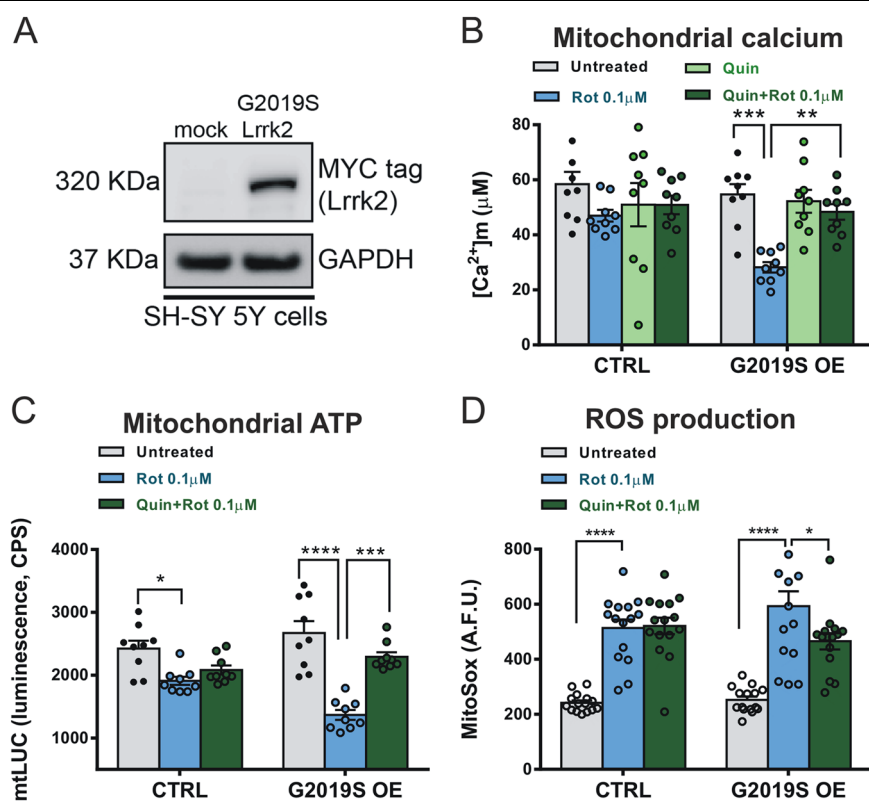 A
G2019S
mock Lrrk2
320 KDa
MYC tag
(Lrrk2)
37 KDa
GAPDH
SH-SY 5Y cells
B
Mitochondrial calcium
Untreated
Quin
Rot 0.1µM
Quin+Rot 0.1µM
*** **
[Ca2+]m (µM)
80
60
40
20
0
CTRL
G2019S OE
C
Mitochondrial ATP
Untreated
Rot 0.1µM
Quin+Rot 0.1µM
mtLUC (luminescence, CPS)
4000
3000
2000
1000
*
**** ***
CTRL
G2019S OE
D
ROS production
Untreated
Rot 0.1µM
Quin+Rot 0.1µM
MitoSox (A.F.U.)
800
600
400
200
0
****
**** *
CTRL
G2019S OE